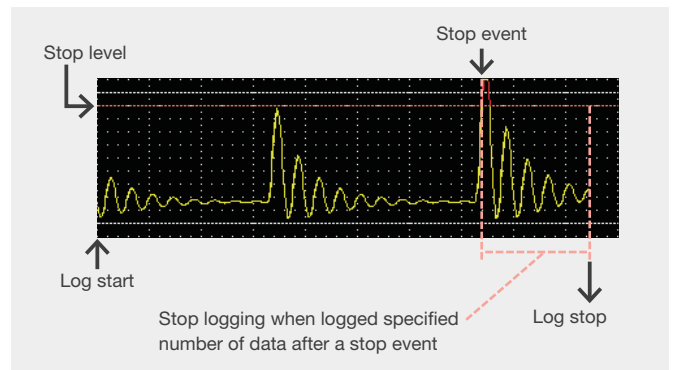 Stop event
Stop level
Log start
Stop logging when logged specified
number of data after a stop event
Log stop